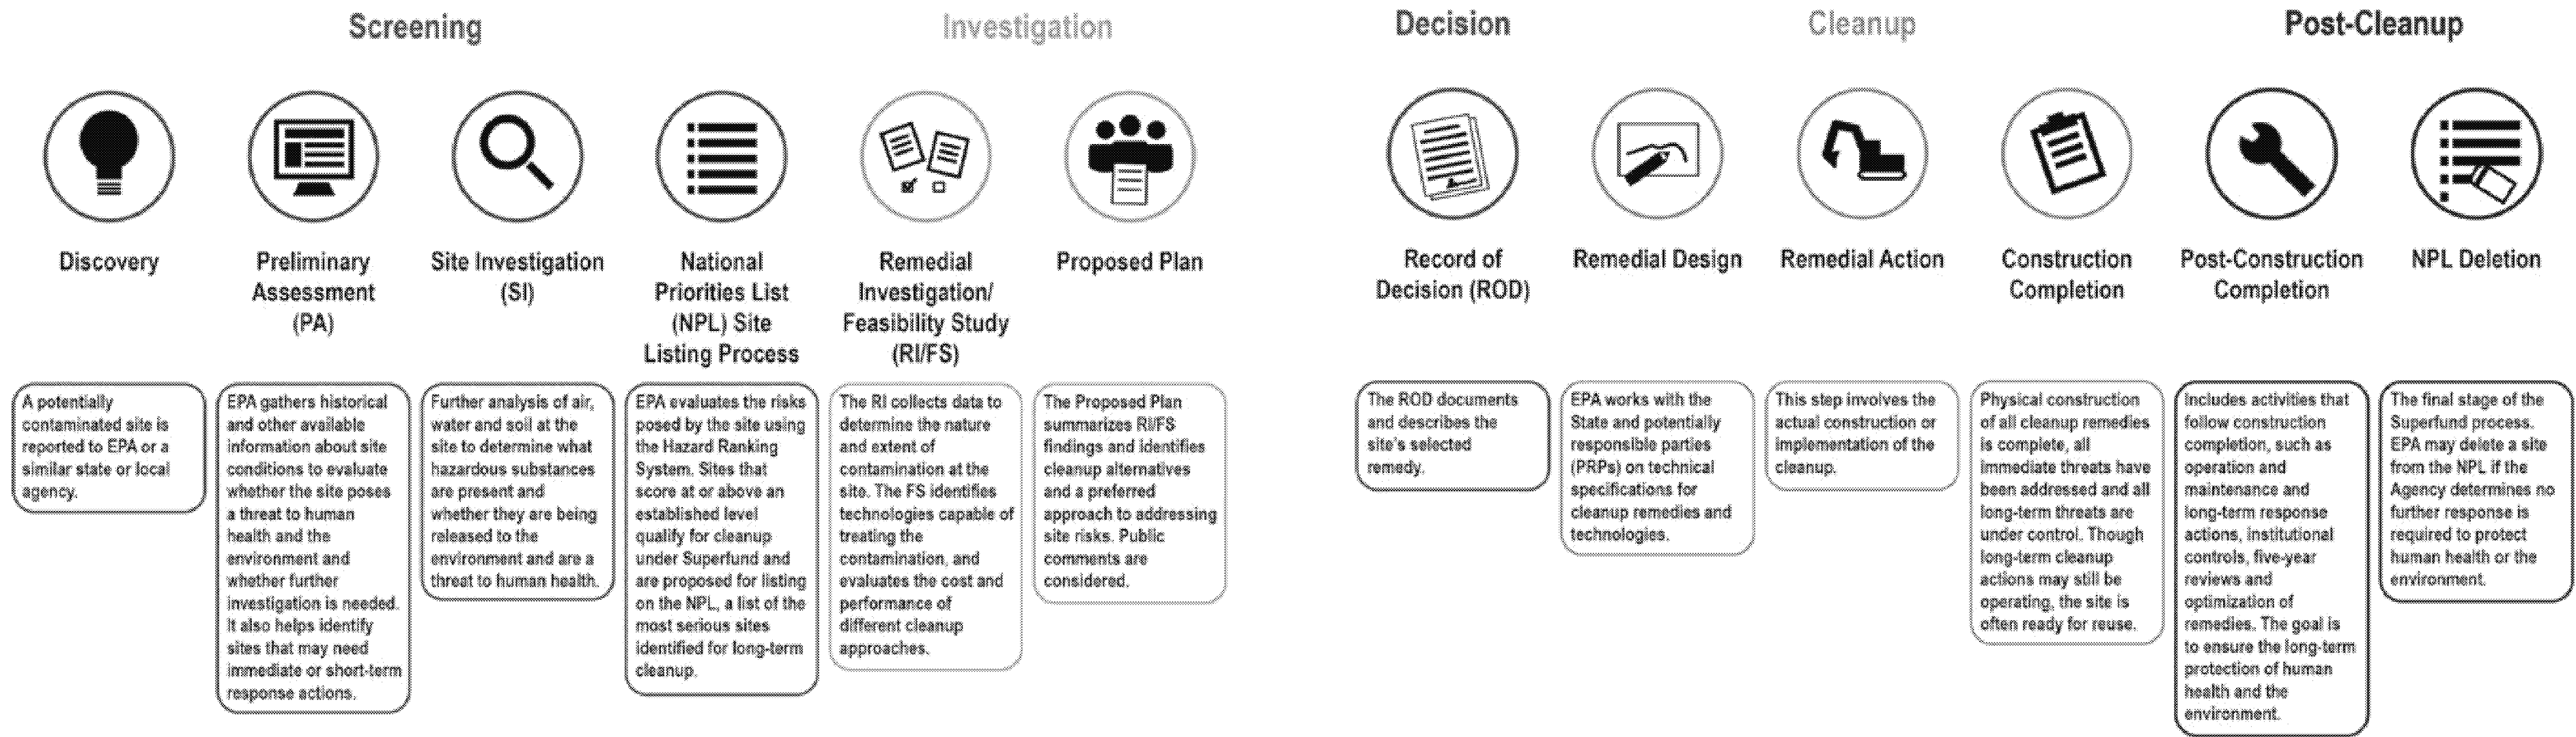 Screening
Investigation
Decision
Cleanup
Post-Cleanup
Discovery
Preliminary
Assessment
(PA)
Site Investigation
(SI)
National
Priorities List
(NPL) Site
Listing Process
Remedial
Investigation/
Feasibility Study
(RI/FS)
Proposed Plan
Record of
Decision (ROD)
Remedial Design
Remedial Action
Construction
Completion
Post-Construction
Completion
NPL Deletion
A potentially
contaminated site is
reported to EPA or a
similar state or local
agency.
EPA gathers historical
and other available
information about site
conditions to evaluate
whether the site poses
a threat to human
health and the
environment and
whether further
investigation is needed.
It also helps identify
sites that may need
immediate or short-term
response actions.
Further analysis of air,
water and soil at the
site to determine what
hazardous substances
are present and
whether they are being
released to the
environment and are a
threat to human health.
EPA evaluates the risks
posed by the site using
the Hazard Ranking
System. Sites that
score at or above an
established level
qualify for cleanup
under Superfund and
are proposed for listing
on the NPL, a list of the
most serious sites
identified for long-term
cleanup.
The RI collects data to
determine the nature
and extent of
contamination at the
site. The FS identifies
technologies capable of
treating the
contamination, and
evaluates the cost and
performance of
different cleanup
approaches.
The Proposed Plan
summarizes RI/FS
findings and identifies
cleanup alternatives
and a preferred
approach to addressing
site risks. Public
comments are
considered.
The ROD documents
and describes the
site's selected
remedy.
EPA works with the
State and potentially
responsible parties
(PRPs) on technical
specifications for
cleanup remedies and
technologies.
This step involves the
actual construction or
implementation of the
cleanup.
Physical construction
of all cleanup remedies
is complete, all
immediate threats have
been addressed and all
long-term threats are
under control. Though
long-term cleanup
actions may still be
operating, the site is
often ready for reuse.
Includes activities that
follow construction
completion, such as
operation and
maintenance and
long-term response
actions, institutional
controls, five-year
reviews and
optimization of
remedies. The goal is
to ensure the long-term
protection of human
health and the
environment.
The final stage of the
Superfund process.
EPA may delete a site
from the NPL if the
Agency determines no
further response is
required to protect
human health or the
environment.